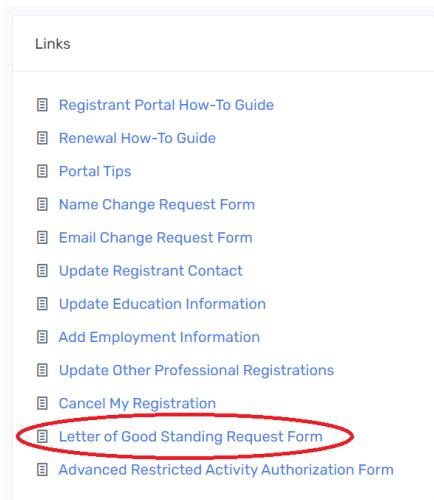 Links
Registrant Portal How-To Guide
Renewal How-To Guide
Portal Tips
Name Change Request Form
Email Change Request Form
Update Registrant Contact
Update Education Information
Add Employment Information
Update Other Professional Registrations
Cancel My Registration
Letter of Good Standing Request Form
Advanced Restricted Activity Authorization Form